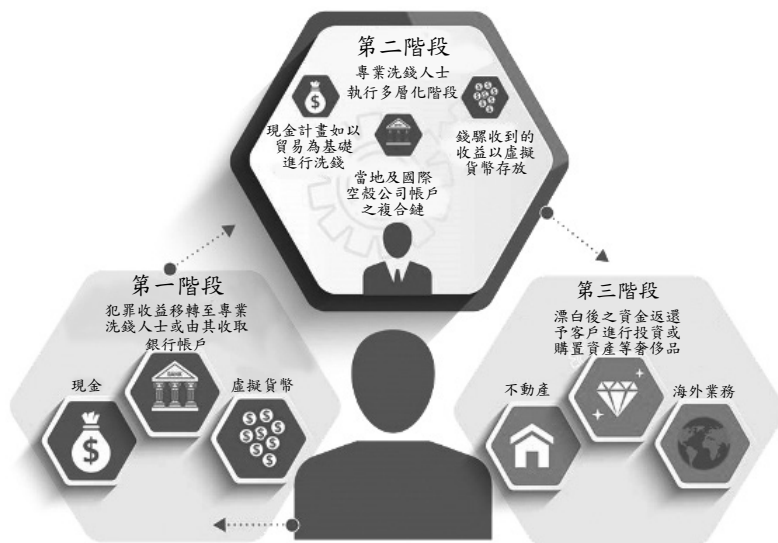 第一階段
犯罪收益移轉至專業
洗錢人士或由其收取
銀行帳戶
現金
虛擬貨幣
第二階段
專業洗錢人士
執行多層化階段
現金計畫如以
貿易為基礎
進行洗錢
當地及國際
空殼公司帳戶
之複合鏈
錢騾收到的
收益以虛擬
貨幣存放
第三階段
漂白後之資金返還
予客戶進行投資或
購置資產等奢侈品
不動產
海外業務